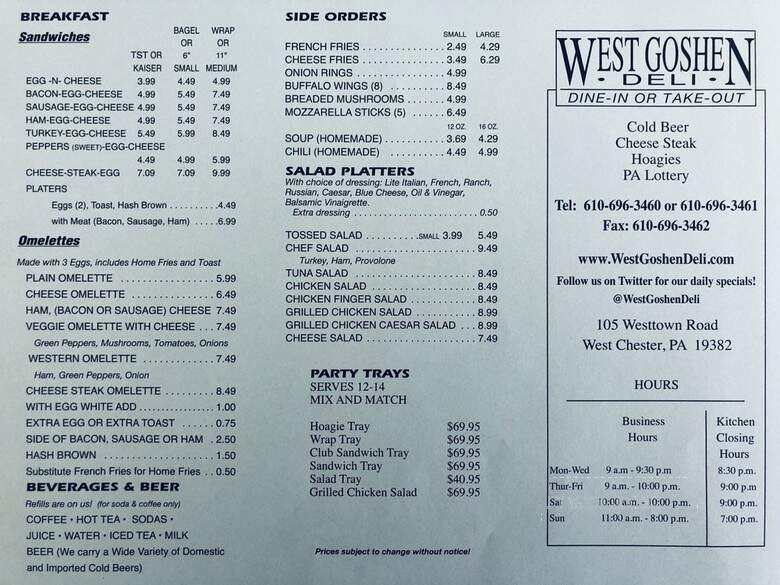 BREAKFAST
Sandwiches
BAGEL WRAP
OR OR
TST OR 6" 11"
KAISER SMALL MEDIUM
EGG -N- CHEESE 3.99 4.49 4.99
BACON-EGG-CHEESE 4.99 5.49 7.49
SAUSAGE-EGG-CHEESE 4.99 5.49 7.49
HAM-EGG-CHEESE 4.99 5.49 7.49
TURKEY-EGG-CHEESE 5.49 5.99 8.49
PEPPERS (SWEET)-EGG-CHEESE
4.49 4.99 5.99
CHEESE-STEAK-EGG 7.09 7.09 9.99
PLATERS
Eggs (2), Toast, Hash Brown ..........4.49
with Meat (Bacon, Sausage, Ham) .....6.99
Omelettes
Made with 3 Eggs, includes Home Fries and Toast
PLAIN OMELETTE ................ 5.99
CHEESE OMELETTE .............. 6.49
HAM, (BACON OR SAUSAGE) CHEESE 7.49
VEGGIE OMELETTE WITH CHEESE ... 7.49
Green Peppers, Mushrooms, Tomatoes, Onions
WESTERN OMELETTE ............. 7.49
Ham, Green Peppers, Onion
CHEESE STEAK OMELETTE .......... 8.49
WITH EGG WHITE ADD ................. 1.00
EXTRA EGG OR EXTRA TOAST ........ 0.75
SIDE OF BACON, SAUSAGE OR HAM . 2.50
HASH BROWN .................... 1.50
Substitute French Fries for Home Fries .. 0.50
BEVERAGES & BEER
Refills are on us! (for soda & coffee only)
COFFEE • HOT TEA • SODAS •
JUICE • WATER • ICED TEA • MILK
BEER (We carry a Wide Variety of Domestic
and Imported Cold Beers)
SIDE ORDERS
SMALL LARGE
FRENCH FRIES .............. 2.49 4.29
CHEESE FRIES .............. 3.49 6.29
ONION RINGS ............... 4.99
BUFFALO WINGS (8) .......... 8.49
BREADED MUSHROOMS ....... 4.99
MOZZARELLA STICKS (5) ...... 6.49
12 OZ. 16 OZ.
SOUP (HOMEMADE) ........... 3.69 4.29
CHILI (HOMEMADE) .......... 4.49 4.99
SALAD PLATTERS
With choice of dressing: Lite Italian, French, Ranch,
Russian, Caesar, Blue Cheese, Oil & Vinegar,
Balsamic Vinaigrette.
Extra dressing ....................... 0.50
TOSSED SALAD ..........SMALL 3.99 5.49
CHEF SALAD .................... 9.49
Turkey, Ham, Provolone
TUNA SALAD .................... 8.49
CHICKEN SALAD ................. 8.49
CHICKEN FINGER SALAD .......... 8.49
GRILLED CHICKEN SALAD .......... 8.99
GRILLED CHICKEN CAESAR SALAD ... 8.99
CHEESE SALAD .................. 7.49
PARTY TRAYS
SERVES 12-14
MIX AND MATCH
Hoagie Tray $69.95
Wrap Tray $69.95
Club Sandwich Tray $69.95
Sandwich Tray $69.95
Salad Tray $40.95
Grilled Chicken Salad $69.95
Prices subject to change without notice!
WEST GOSHEN
• DELI •
DINE-IN OR TAKE-OUT
Cold Beer
Cheese Steak
Hoagies
PA Lottery
Tel: 610-696-3460 or 610-696-3461
Fax: 610-696-3462
www.WestGoshenDeli.com
Follow us on Twitter for our daily specials!
@WestGoshenDeli
105 Westtown Road
West Chester, PA 19382
HOURS
Business Kitchen
Hours Closing
Hours
Mon-Wed 9 a.m - 9:30 p.m 8:30 p.m.
Thur-Fri 9 a.m. - 10:00 p.m. 9:00 p.m
Sat 10:00 a.m. - 10:00 p.m. 9:00 p.m.
Sun 11:00 a.m. - 8:00 p.m. 7:00 p.m.